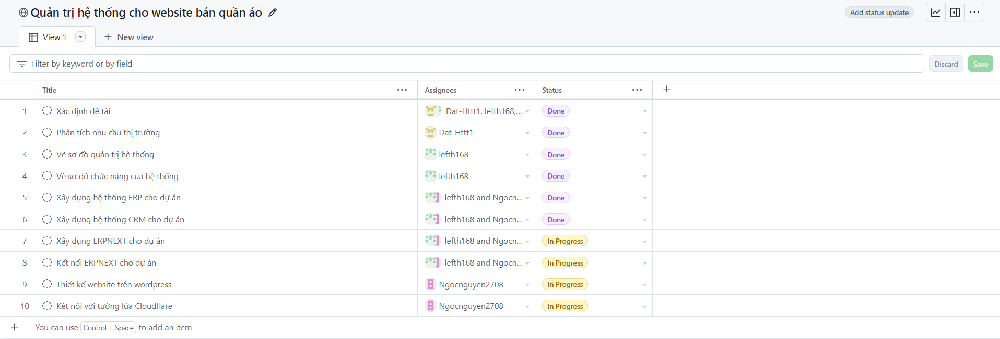 Quản trị hệ thống cho website bán quần áo
Add status update
View 1
New view
Filter by keyword or by field
Discard
Save
Title
Assignees
Status
1 Xác định đề tài Dat-Httt1, lefth168,... Done
2 Phân tích nhu cầu thị trường Dat-Httt1 Done
3 Vẽ sơ đồ quản trị hệ thống lefth168 Done
4 Vẽ sơ đồ chức năng của hệ thống lefth168 Done
5 Xây dựng hệ thống ERP cho dự án lefth168 and Ngocn... Done
6 Xây dựng hệ thống CRM cho dự án lefth168 and Ngocn... Done
7 Xây dựng ERPNEXT cho dự án lefth168 and Ngocn... In Progress
8 Kết nối ERPNEXT cho dự án lefth168 and Ngocn... In Progress
9 Thiết kế website trên wordpress Ngocnguyen2708 In Progress
10 Kết nối với tường lửa Cloudflare Ngocnguyen2708 In Progress
You can use Control + Space to add an item